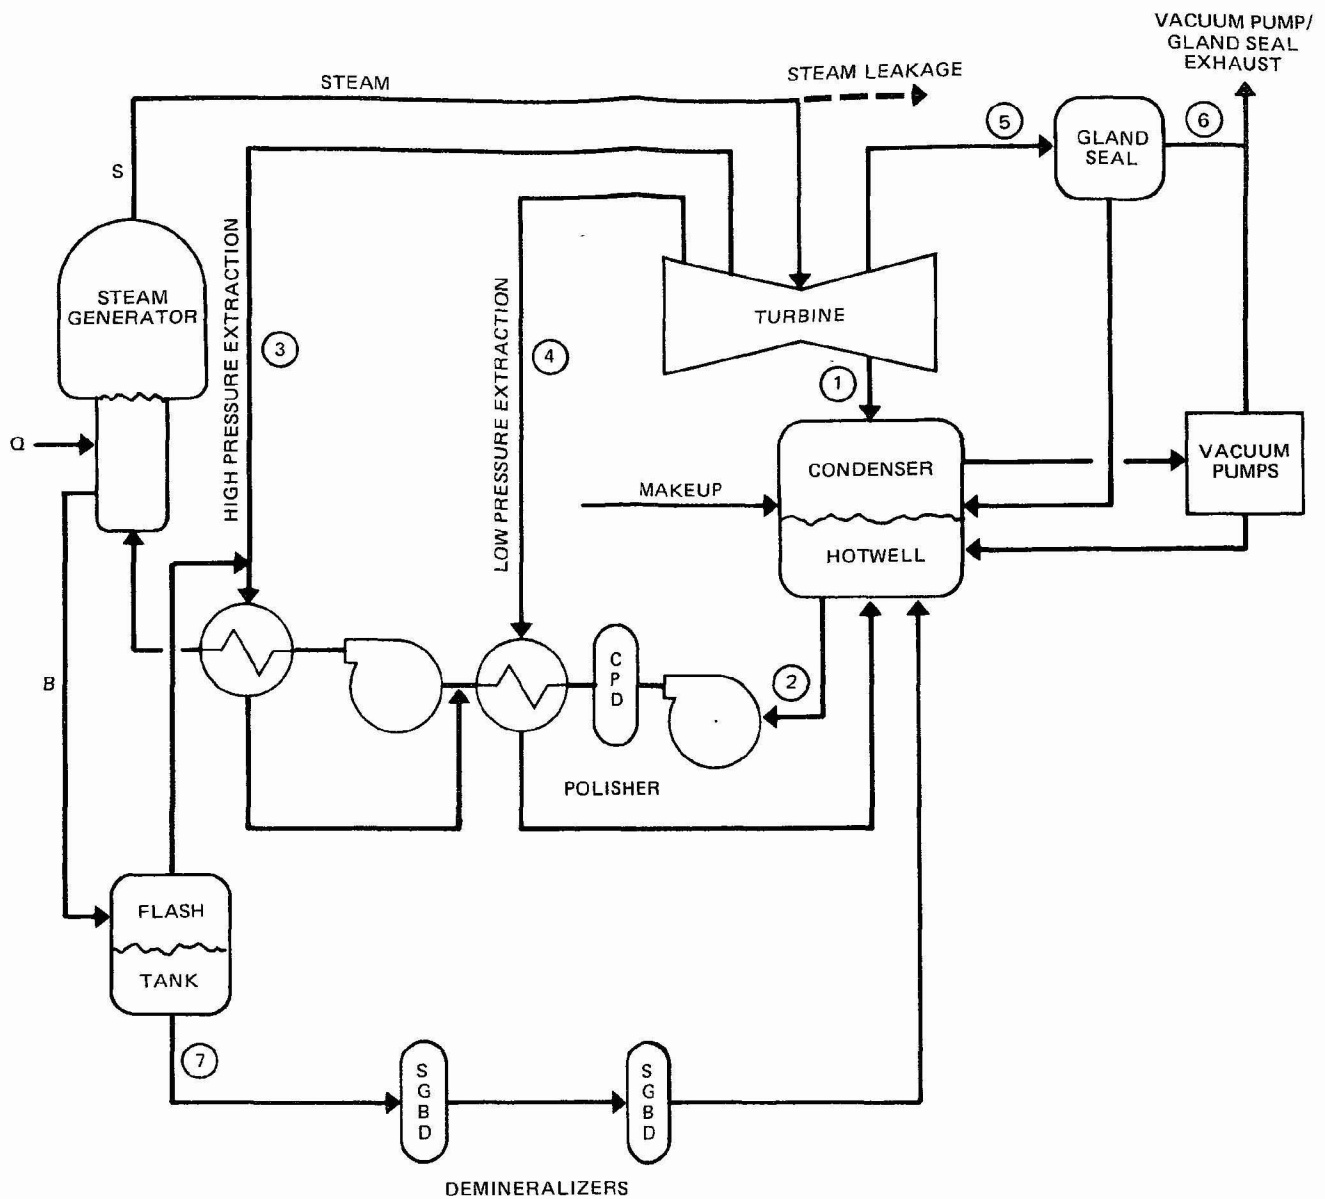 VACUUM PUMP/
GLAND SEAL
EXHAUST
STEAM
STEAM LEAKAGE
5
6
GLAND
SEAL
S
HIGH PRESSURE EXTRACTION
LOW PRESSURE EXTRACTION
STEAM
GENERATOR
TURBINE
3
4
1
Q
MAKEUP
CONDENSER
HOTWELL
VACUUM
PUMPS
B
C
P
D
2
POLISHER
FLASH
TANK
7
S
G
B
D
S
G
B
D
DEMINERALIZERS